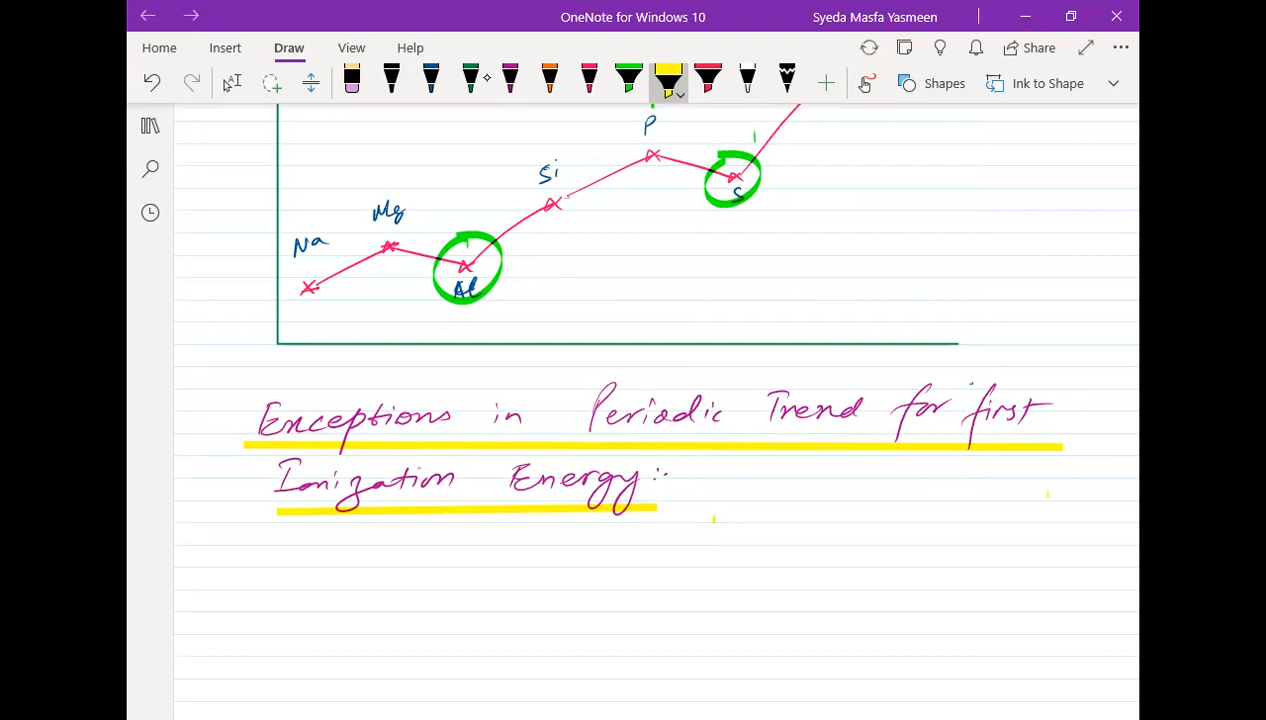 OneNote for Windows 10
Syeda Masfa Yasmeen
Home Insert Draw View Help Share
Shapes Ink to Shape
P
Si
S
Mg
Na
Al
Exceptions in Periodic Trend for first
Ionization Energy:-